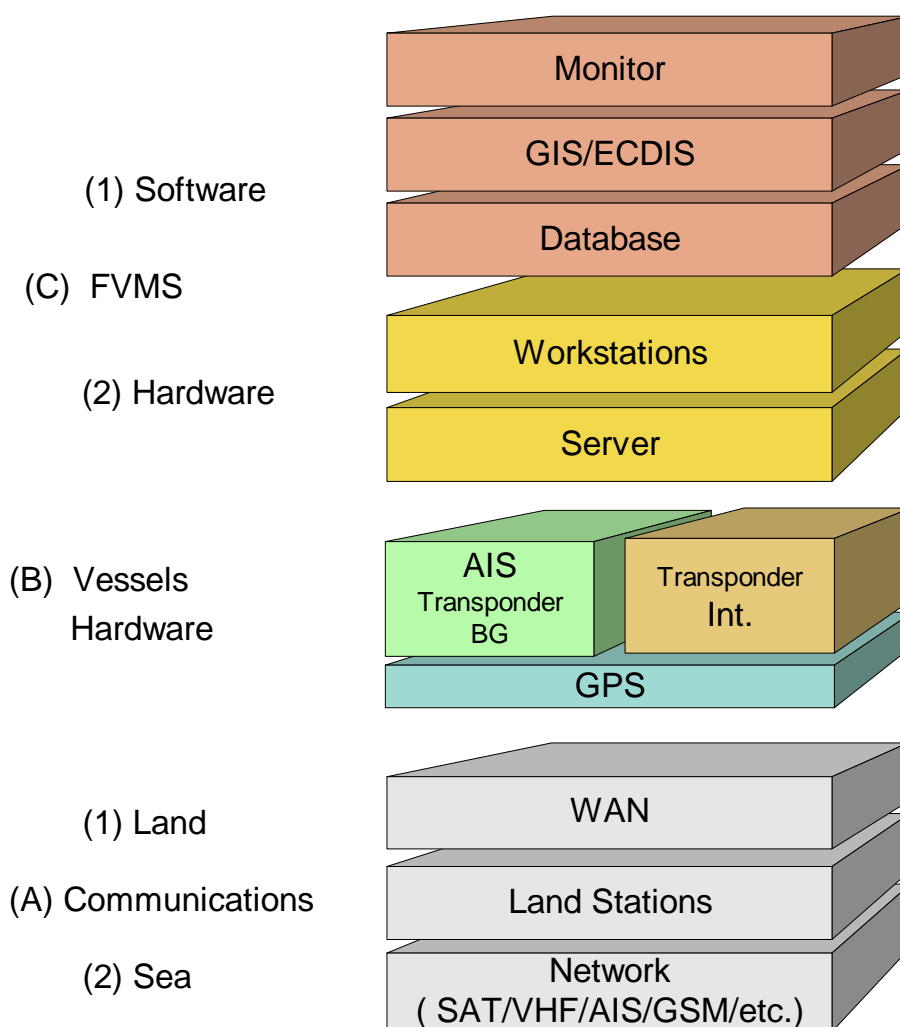 Monitor
GIS/ECDIS
(1) Software
Database
(C) FVMS
Workstations
(2) Hardware
Server
(B) Vessels
Hardware
AIS
Transponder
BG
Transponder
Int.
GPS
WAN
(1) Land
(A) Communications
Land Stations
(2) Sea
Network
( SAT/VHF/AIS/GSM/etc.)